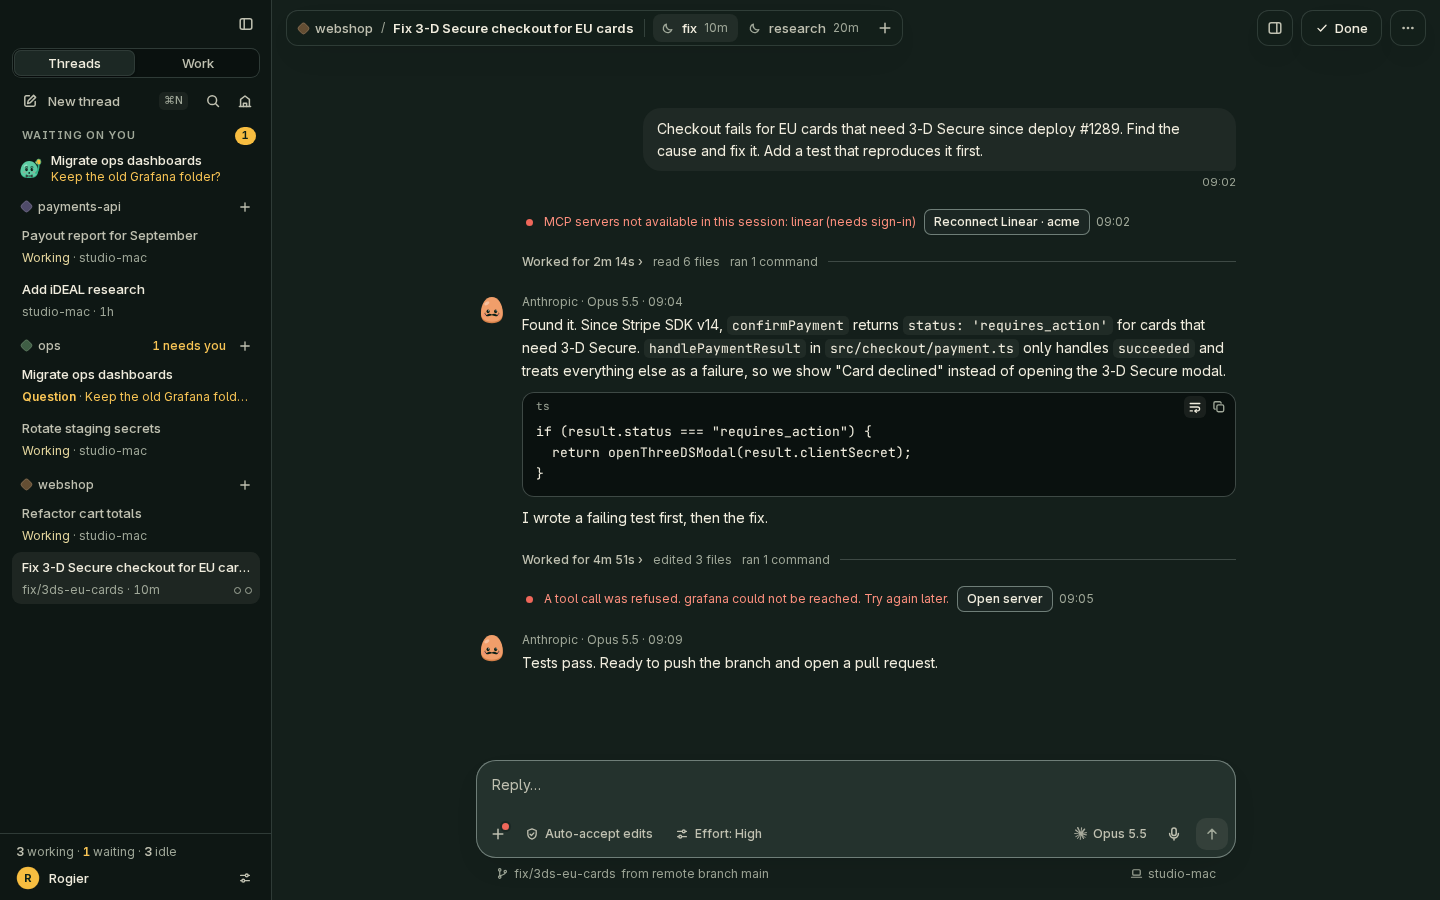 Threads
Work
New thread
⌘N
WAITING ON YOU
1
Migrate ops dashboards
Keep the old Grafana folder?
payments-api
Payout report for September
Working · studio-mac
Add iDEAL research
studio-mac · 1h
ops
1 needs you
Migrate ops dashboards
Question · Keep the old Grafana fold…
Rotate staging secrets
Working · studio-mac
webshop
Refactor cart totals
Working · studio-mac
Fix 3-D Secure checkout for EU car…
fix/3ds-eu-cards · 10m
3 working · 1 waiting · 3 idle
R
Rogier
webshop / Fix 3-D Secure checkout for EU cards
fix 10m
research 20m
Done
Checkout fails for EU cards that need 3-D Secure since deploy #1289. Find the
cause and fix it. Add a test that reproduces it first.
09:02
MCP servers not available in this session: linear (needs sign-in)
Reconnect Linear · acme
09:02
Worked for 2m 14s › read 6 files ran 1 command
Anthropic · Opus 5.5 · 09:04
Found it. Since Stripe SDK v14, confirmPayment returns status: 'requires_action' for cards that
need 3-D Secure. handlePaymentResult in src/checkout/payment.ts only handles succeeded and
treats everything else as a failure, so we show "Card declined" instead of opening the 3-D Secure modal.
ts
if (result.status === "requires_action") {
  return openThreeDSModal(result.clientSecret);
}
I wrote a failing test first, then the fix.
Worked for 4m 51s › edited 3 files ran 1 command
A tool call was refused. grafana could not be reached. Try again later.
Open server
09:05
Anthropic · Opus 5.5 · 09:09
Tests pass. Ready to push the branch and open a pull request.
Reply…
Auto-accept edits
Effort: High
Opus 5.5
fix/3ds-eu-cards from remote branch main
studio-mac